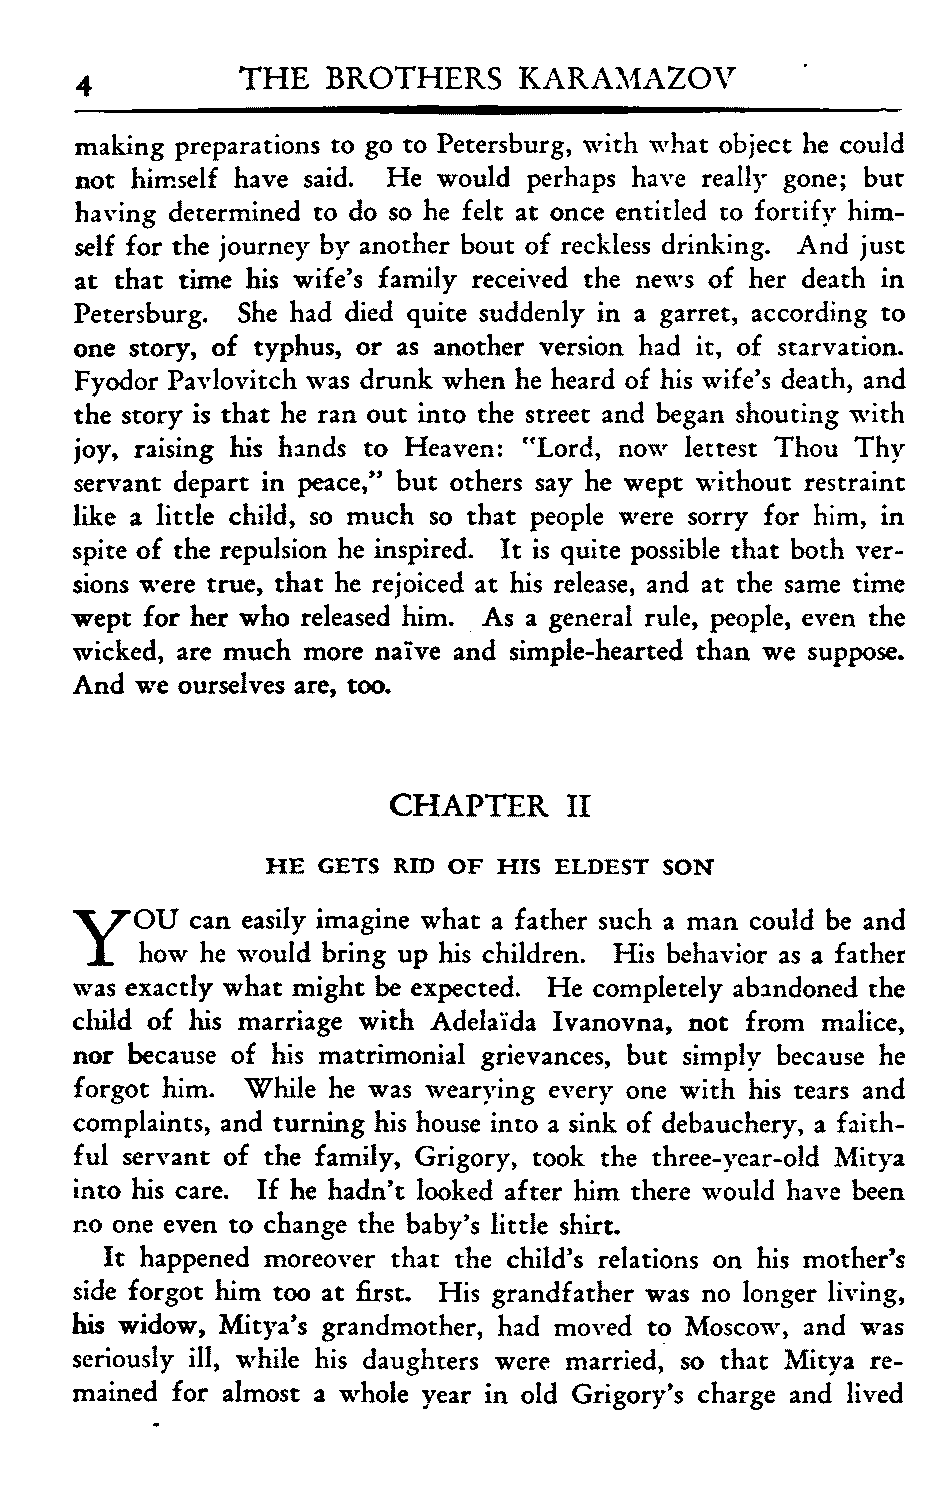 4 THE BROTHERS KARAMAZOV
making preparations to go to Petersburg, with what object he could
not himself have said. He would perhaps have really gone; but
having determined to do so he felt at once entitled to fortify him-
self for the journey by another bout of reckless drinking. And just
at that time his wife's family received the news of her death in
Petersburg. She had died quite suddenly in a garret, according to
one story, of typhus, or as another version had it, of starvation.
Fyodor Pavlovitch was drunk when he heard of his wife's death, and
the story is that he ran out into the street and began shouting with
joy, raising his hands to Heaven: "Lord, now lettest Thou Thy
servant depart in peace," but others say he wept without restraint
like a little child, so much so that people were sorry for him, in
spite of the repulsion he inspired. It is quite possible that both ver-
sions were true, that he rejoiced at his release, and at the same time
wept for her who released him. As a general rule, people, even the
wicked, are much more naïve and simple-hearted than we suppose.
And we ourselves are, too.
CHAPTER II
HE GETS RID OF HIS ELDEST SON
YOU can easily imagine what a father such a man could be and
how he would bring up his children. His behavior as a father
was exactly what might be expected. He completely abandoned the
child of his marriage with Adelaïda Ivanovna, not from malice,
nor because of his matrimonial grievances, but simply because he
forgot him. While he was wearying every one with his tears and
complaints, and turning his house into a sink of debauchery, a faith-
ful servant of the family, Grigory, took the three-year-old Mitya
into his care. If he hadn't looked after him there would have been
no one even to change the baby's little shirt.
It happened moreover that the child's relations on his mother's
side forgot him too at first. His grandfather was no longer living,
his widow, Mitya's grandmother, had moved to Moscow, and was
seriously ill, while his daughters were married, so that Mitya re-
mained for almost a whole year in old Grigory's charge and lived